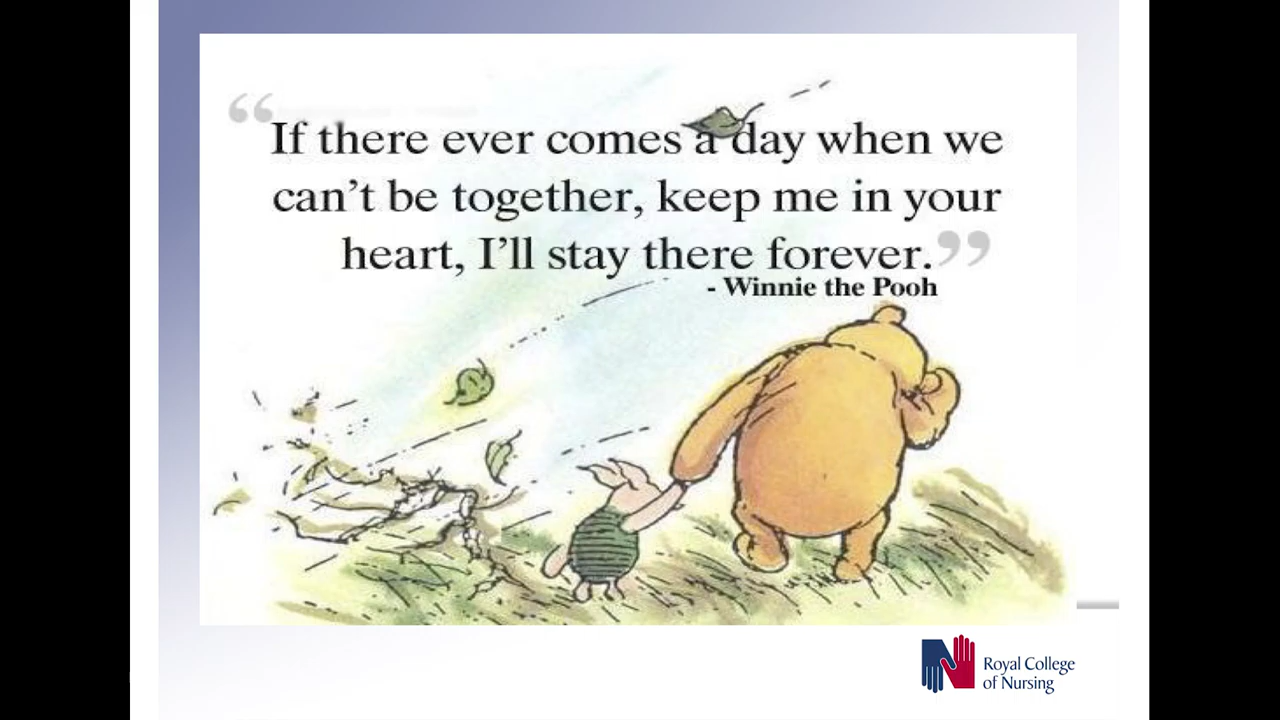 “If there ever comes a day when we
can’t be together, keep me in your
heart, I’ll stay there forever.”
- Winnie the Pooh
Royal College
of Nursing